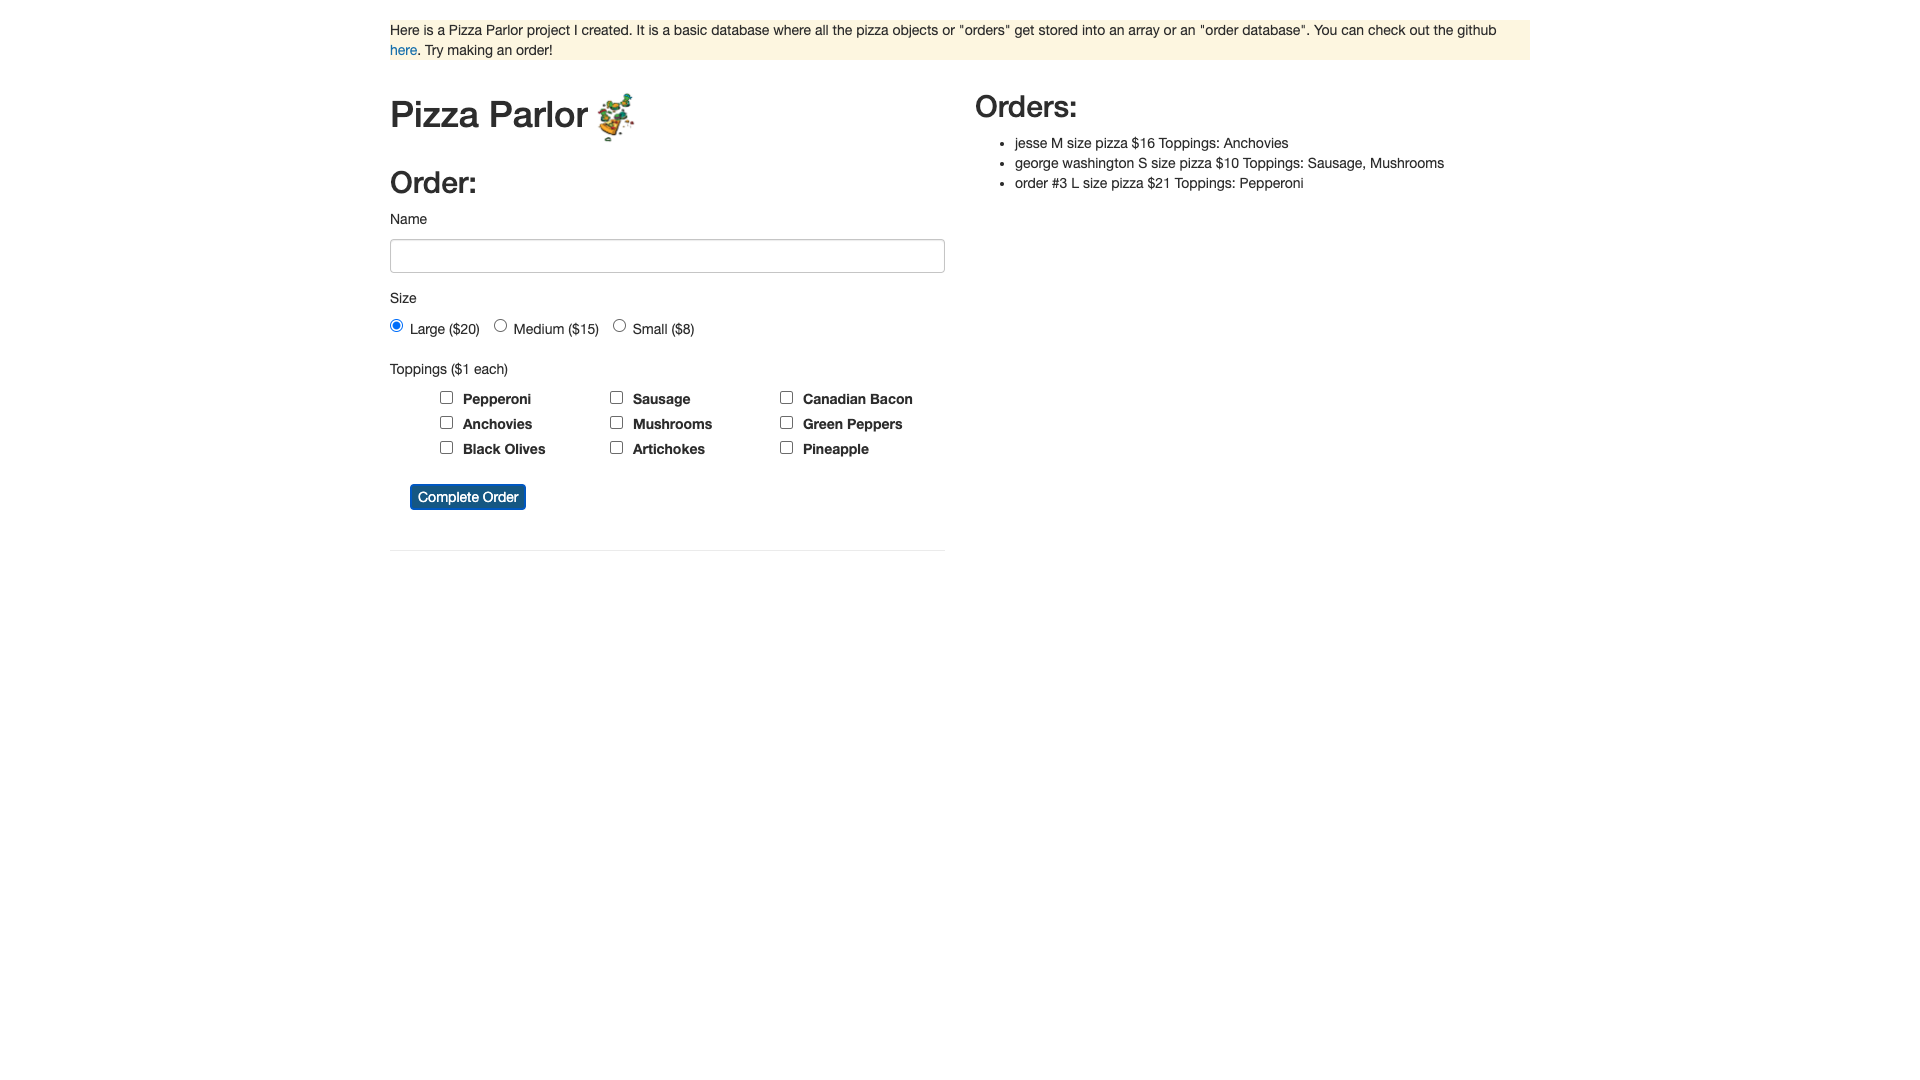 Here is a Pizza Parlor project I created. It is a basic database where all the pizza objects or "orders" get stored into an array or an "order database". You can check out the github
here. Try making an order!
Pizza Parlor
Order:
Name
Size
Large ($20) Medium ($15) Small ($8)
Toppings ($1 each)
Pepperoni Sausage Canadian Bacon
Anchovies Mushrooms Green Peppers
Black Olives Artichokes Pineapple
Complete Order
Orders:
jesse M size pizza $16 Toppings: Anchovies
george washington S size pizza $10 Toppings: Sausage, Mushrooms
order #3 L size pizza $21 Toppings: Pepperoni